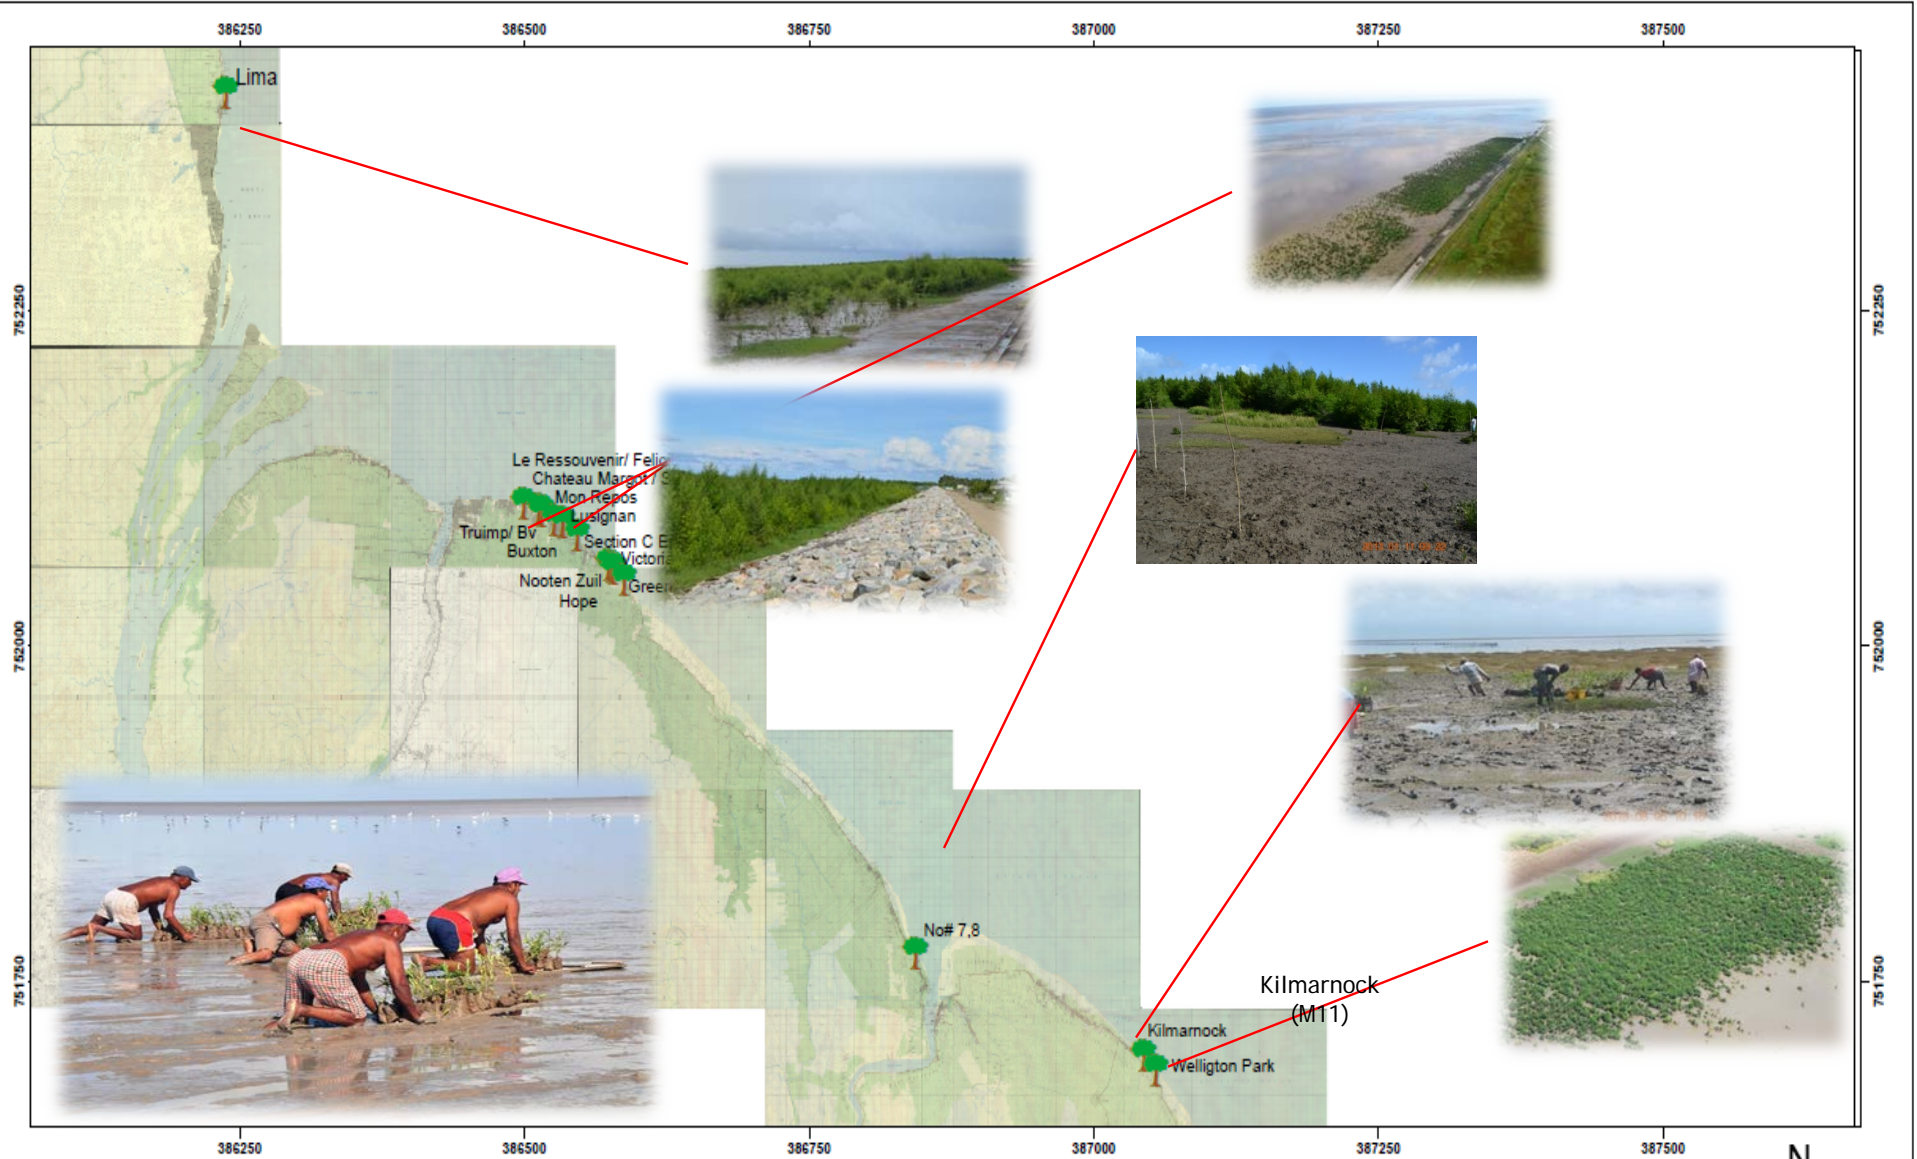 386250 386500 386750 387000 387250 387500
Lima
752250 752250
Le Ressouvenir/
Chateau Margot /
Mon Repos
Lusignan
Truimp/ Bv
Buxton
Section C
Victoria
Nooten Zuil
Hope
752000 752000
No# 7,8
751750 751750
Kilmarnock
(M11)
Kilmarnock
Welligton Park
386250 386500 386750 387000 387250 387500
N